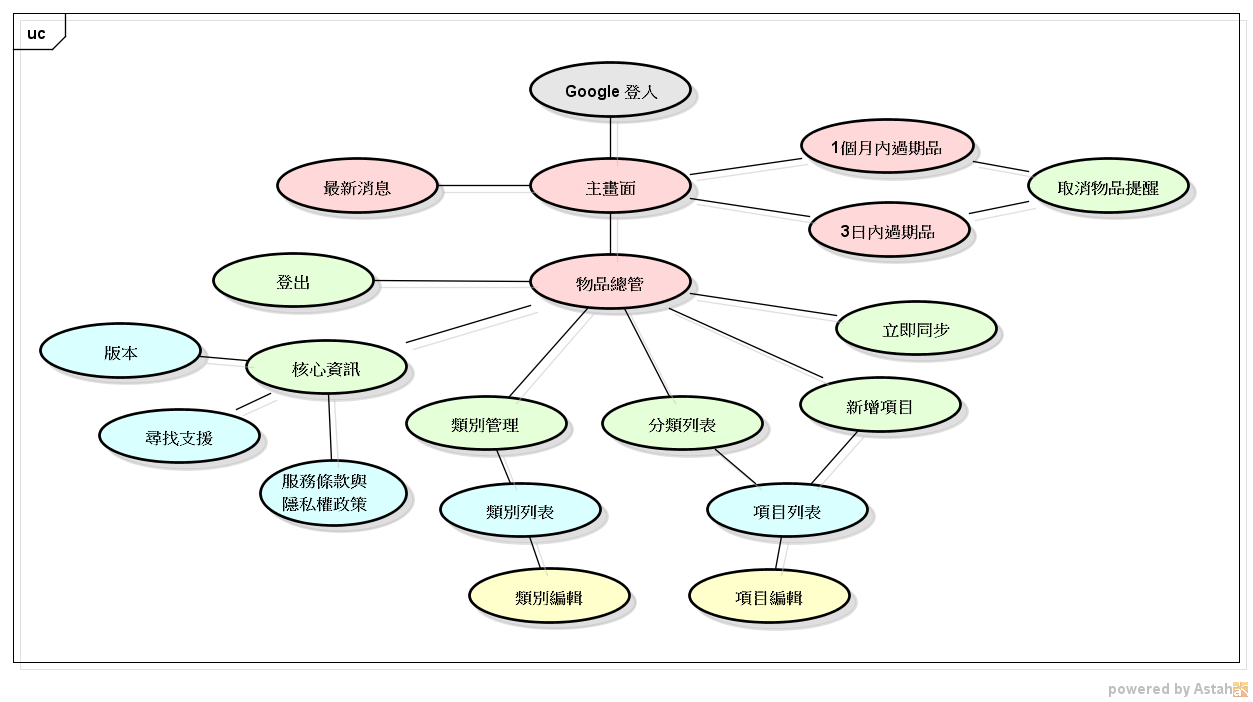 uc
Google 登入
1個月內過期品
最新消息
主畫面
取消物品提醒
3日內過期品
登出
物品總管
立即同步
版本
核心資訊
新增項目
類別管理
分類列表
尋找支援
服務條款與
隱私權政策
類別列表
項目列表
類別編輯
項目編輯
powered by Astah